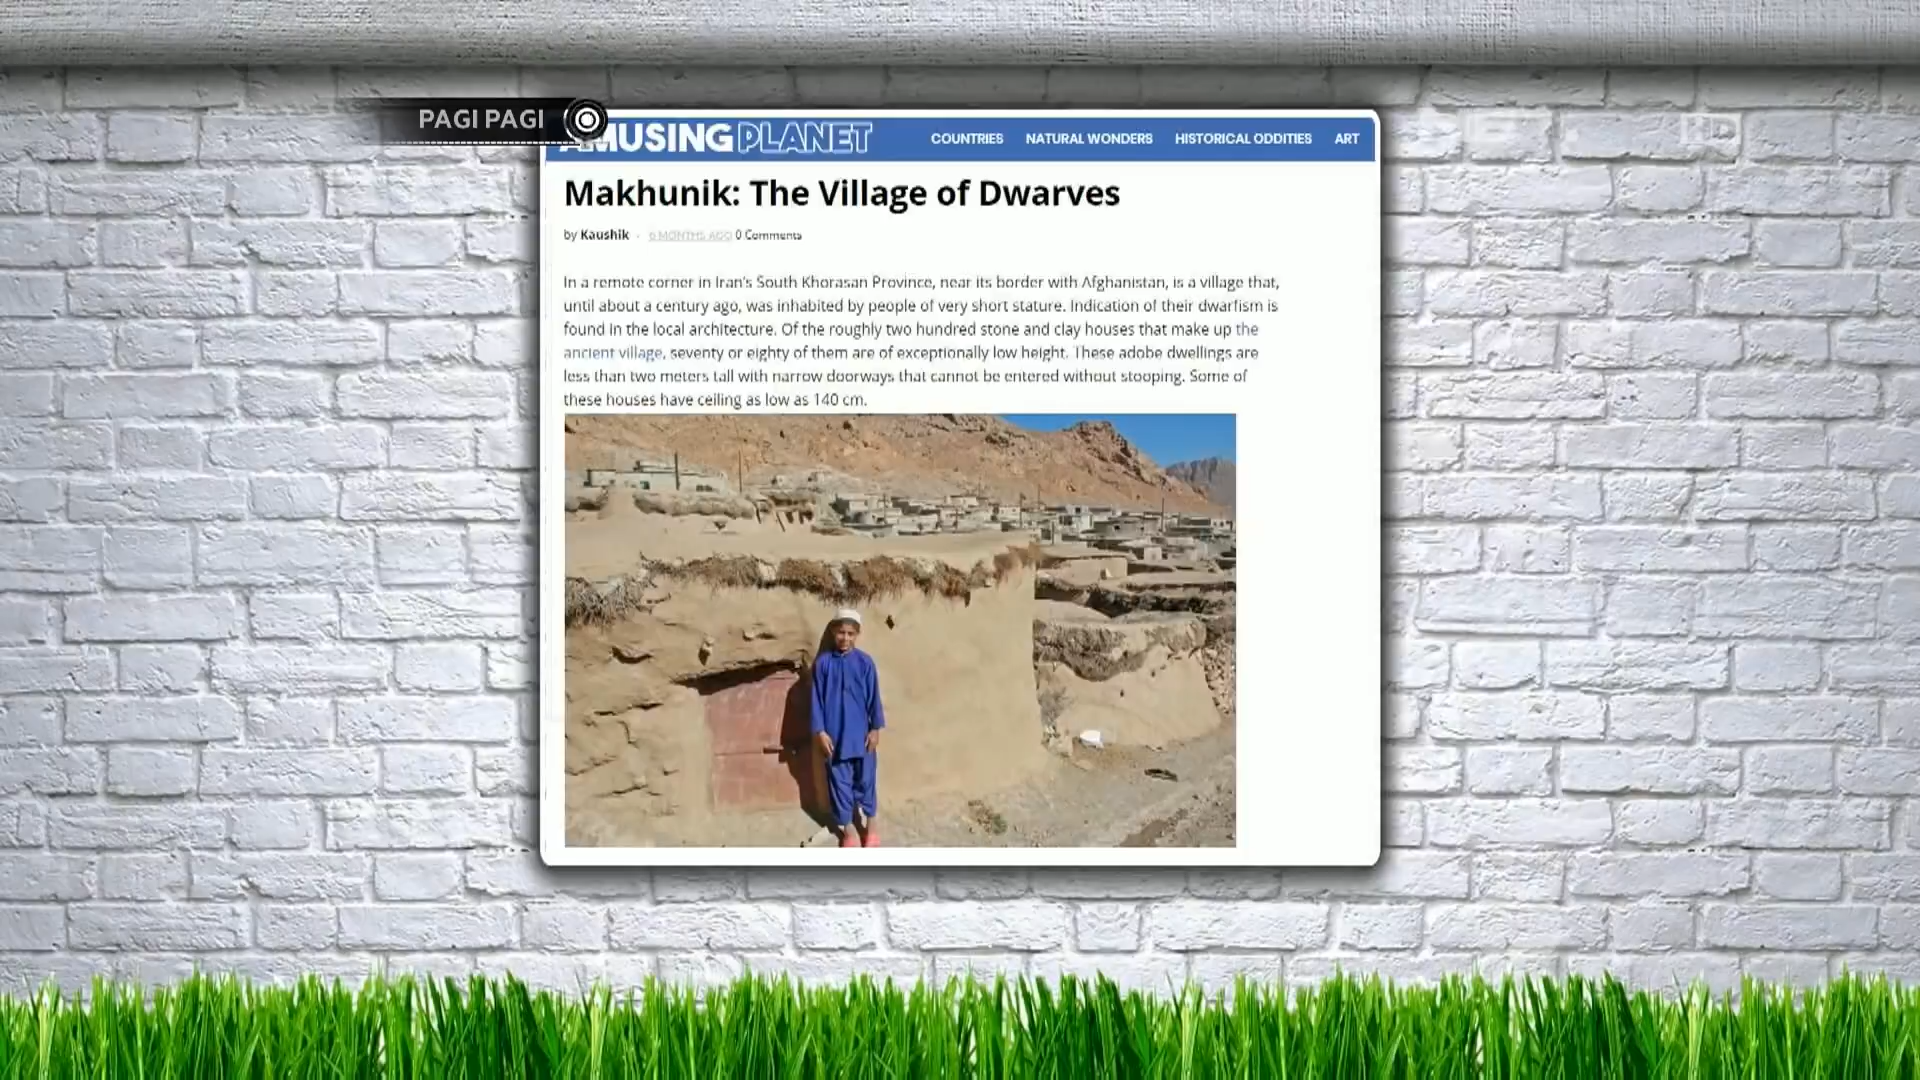 PAGI PAGI
AMUSING PLANET
COUNTRIES NATURAL WONDERS HISTORICAL ODDITIES ART
Makhunik: The Village of Dwarves
by Kaushik - 6 MONTHS AGO 0 Comments
In a remote corner in Iran's South Khorasan Province, near its border with Afghanistan, is a village that,
until about a century ago, was inhabited by people of very short stature. Indication of their dwarfism is
found in the local architecture. Of the roughly two hundred stone and clay houses that make up the
ancient village, seventy or eighty of them are of exceptionally low height. These adobe dwellings are
less than two meters tall with narrow doorways that cannot be entered without stooping. Some of
these houses have ceiling as low as 140 cm.